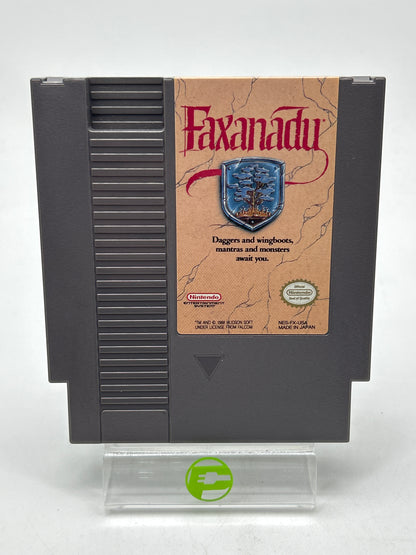 Faxanadu
Daggers and wingboots,
mantras and monsters
await you.
Nintendo
ENTERTAINMENT
SYSTEM
Official
Nintendo
Seal of Quality
TM AND © 1988 HUDSON SOFT
UNDER LICENSE FROM FALCOM
NES-FX-USA
MADE IN JAPAN